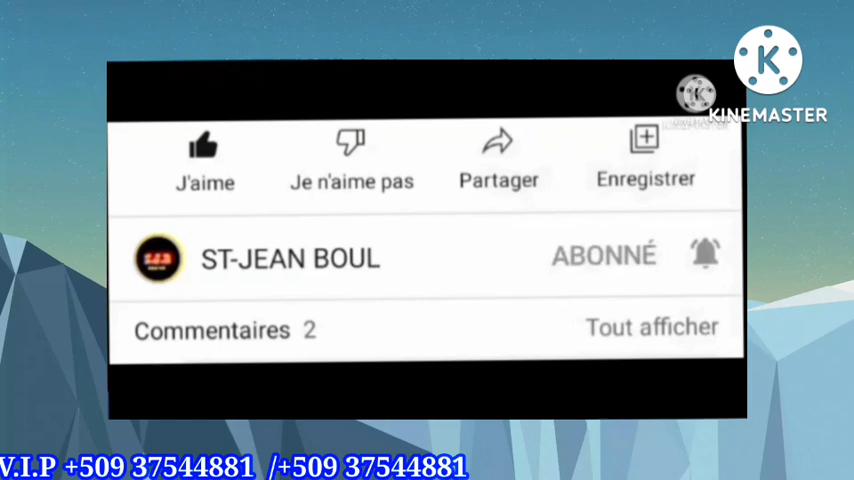 K
KINEMASTER
J'aime
Je n'aime pas
Partager
Enregistrer
ST-JEAN BOUL
ABONNÉ
Commentaires 2
Tout afficher
V.I.P +509 37544881 /+509 37544881